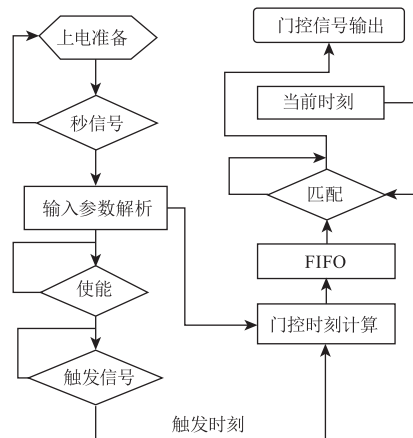 上电准备
秒信号
输入参数解析
使能
触发信号
触发时刻
门控信号输出
当前时刻
匹配
FIFO
门控时刻计算